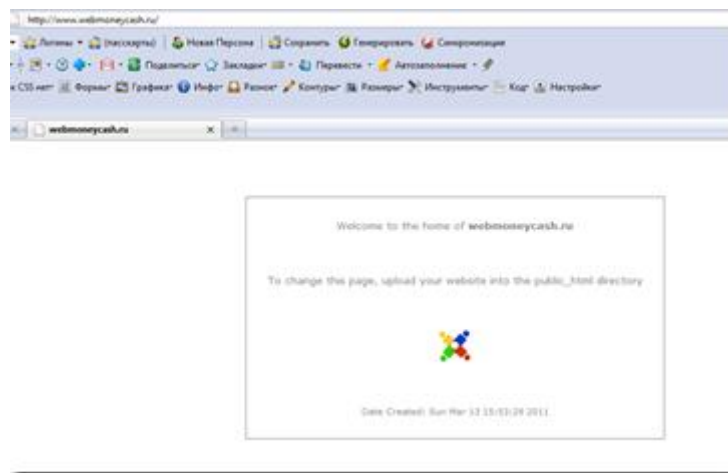 http://www.webmoneycash.ru/
Логины (пасскарты) Новая Персона Сохранить Генерировать Синхронизация
Поделиться Закладки Перевести Автозаполнение
CSS нет Формы Графика Инфо Разное Контуры Размеры Инструменты Код Настройки
webmoneycash.ru x
Welcome to the home of webmoneycash.ru
To change this page, upload your website into the public_html directory
Date Created: Sun Mar 13 15:53:29 2011